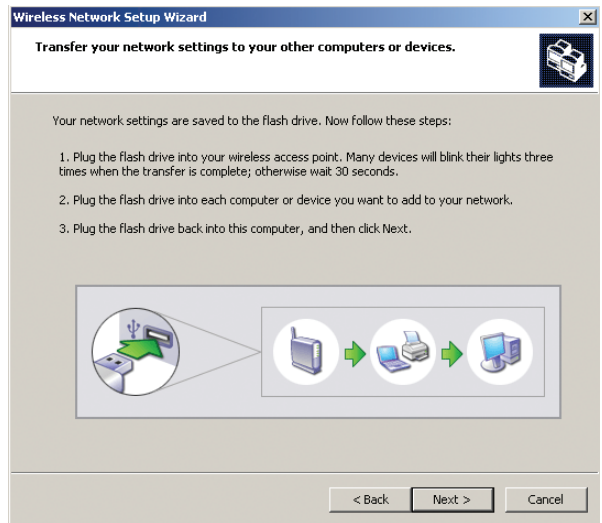 Wireless Network Setup Wizard
Transfer your network settings to your other computers or devices.
Your network settings are saved to the flash drive. Now follow these steps:
1. Plug the flash drive into your wireless access point. Many devices will blink their lights three
times when the transfer is complete; otherwise wait 30 seconds.
2. Plug the flash drive into each computer or device you want to add to your network.
3. Plug the flash drive back into this computer, and then click Next.
< Back
Next >
Cancel